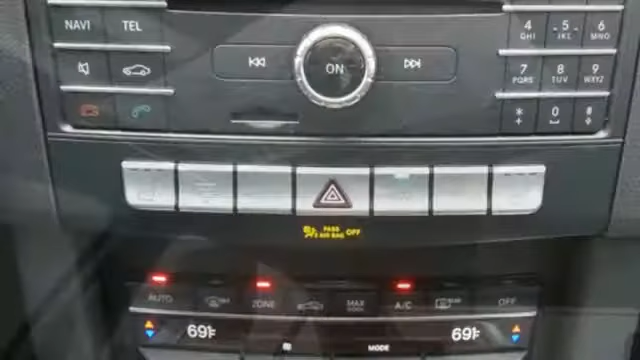 NAVI TEL
ON
4 GHI 5 JKL 6 MNO
7 PQRS 8 TUV 9 WXYZ
* 0 #
PASS AIR BAG OFF
AUTO ZONE MAX A/C REAR OFF
69°F 69°F
MODE